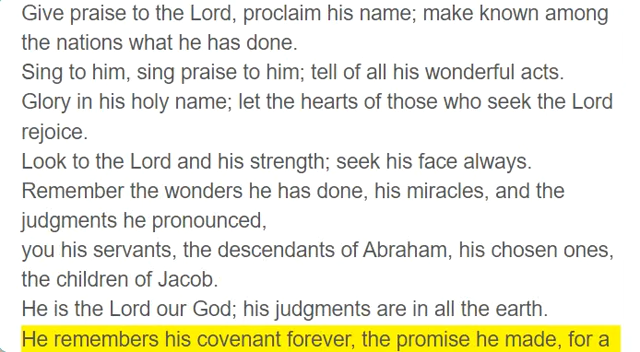 Give praise to the Lord, proclaim his name; make known among
the nations what he has done.
Sing to him, sing praise to him; tell of all his wonderful acts.
Glory in his holy name; let the hearts of those who seek the Lord
rejoice.
Look to the Lord and his strength; seek his face always.
Remember the wonders he has done, his miracles, and the
judgments he pronounced,
you his servants, the descendants of Abraham, his chosen ones,
the children of Jacob.
He is the Lord our God; his judgments are in all the earth.
He remembers his covenant forever, the promise he made, for a